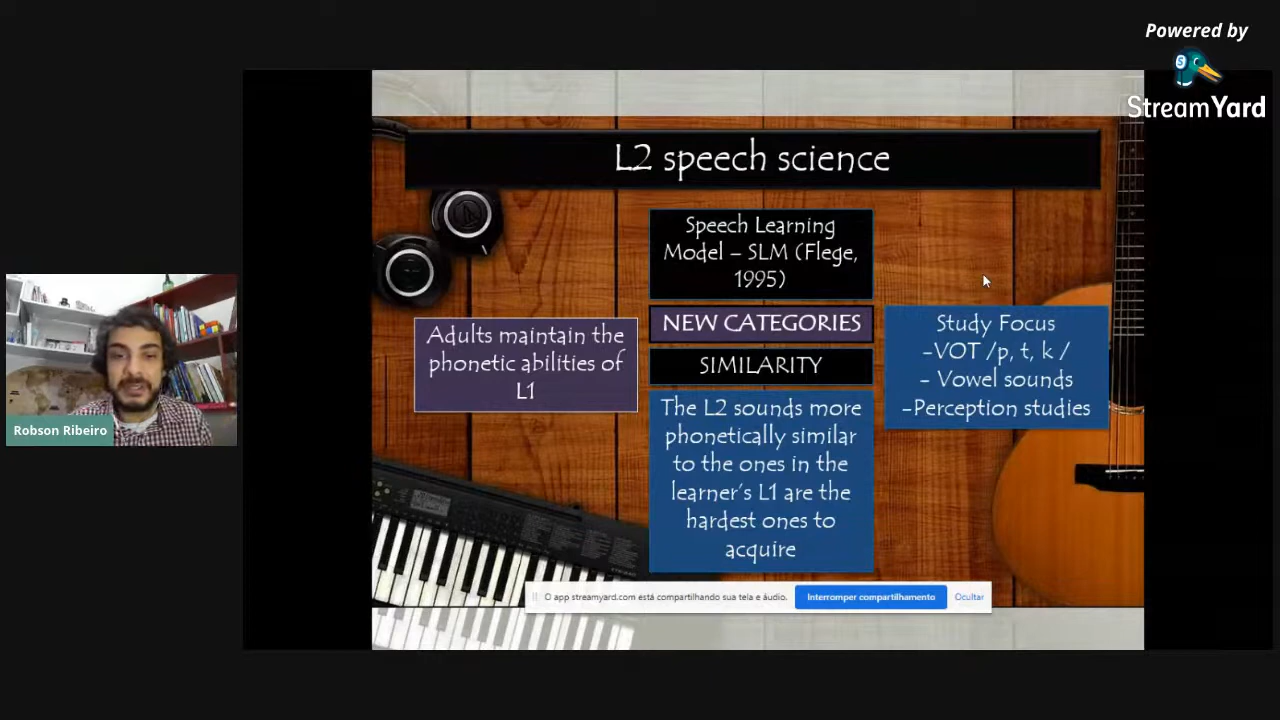 Powered by
StreamYard
L2 speech science
Speech Learning
Model – SLM (Flege,
1995)
NEW CATEGORIES
SIMILARITY
The L2 sounds more
phonetically similar
to the ones in the
learner's L1 are the
hardest ones to
acquire
Adults maintain the
phonetic abilities of
L1
Study Focus
-VOT /p, t, k /
- Vowel sounds
-Perception studies
Robson Ribeiro
O app streamyard.com está compartilhando sua tela e áudio.
Interromper compartilhamento
Ocultar